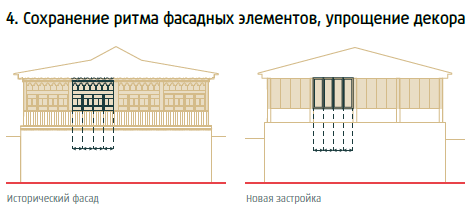 4. Сохранение ритма фасадных элементов, упрощение декора
Исторический фасад
Новая застройка